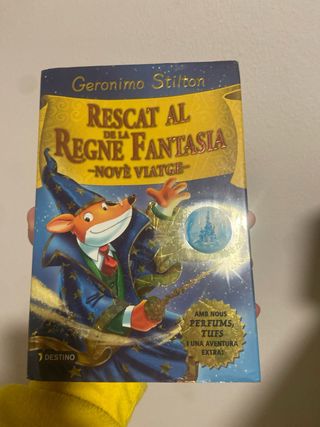 Geronimo Stilton
RESCAT AL
DE LA
REGNE FANTASIA
-NOVÈ VIATGE-
AMB NOUS
PERFUMS,
TUFS
I UNA AVENTURA
EXTRA!
DESTINO